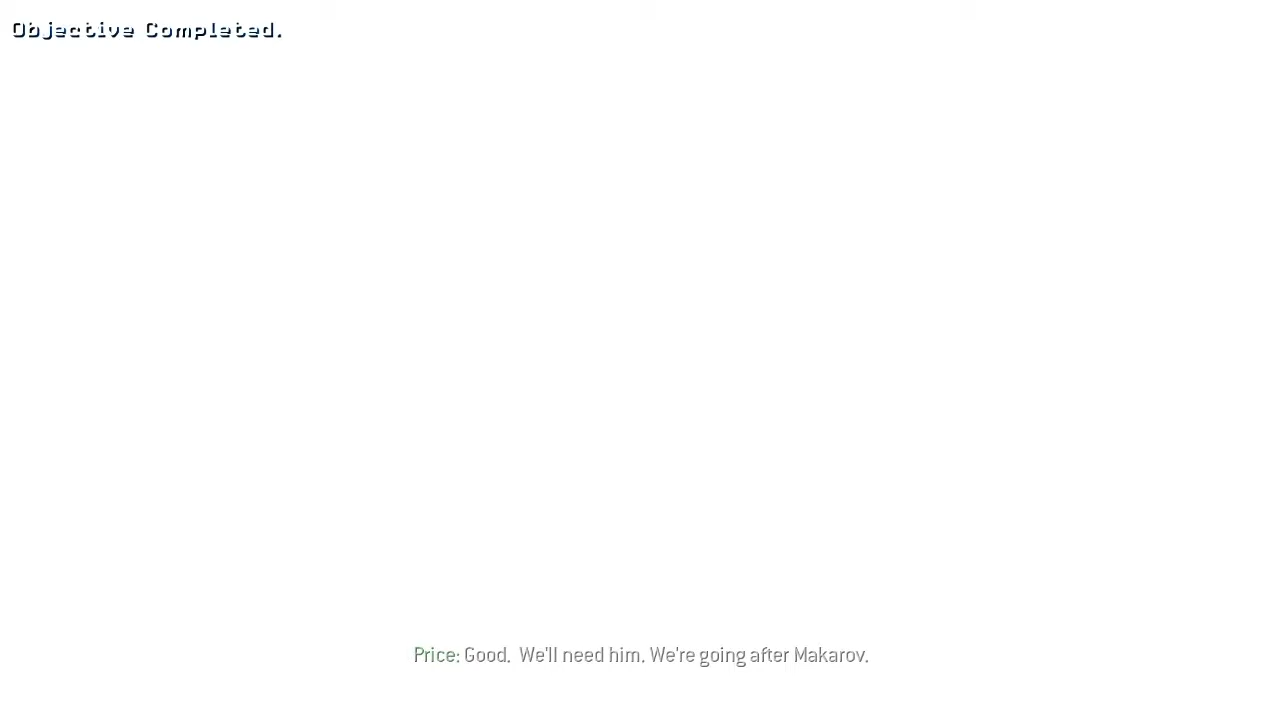 Objective Completed.
Price: Good.  We'll need him. We're going after Makarov.